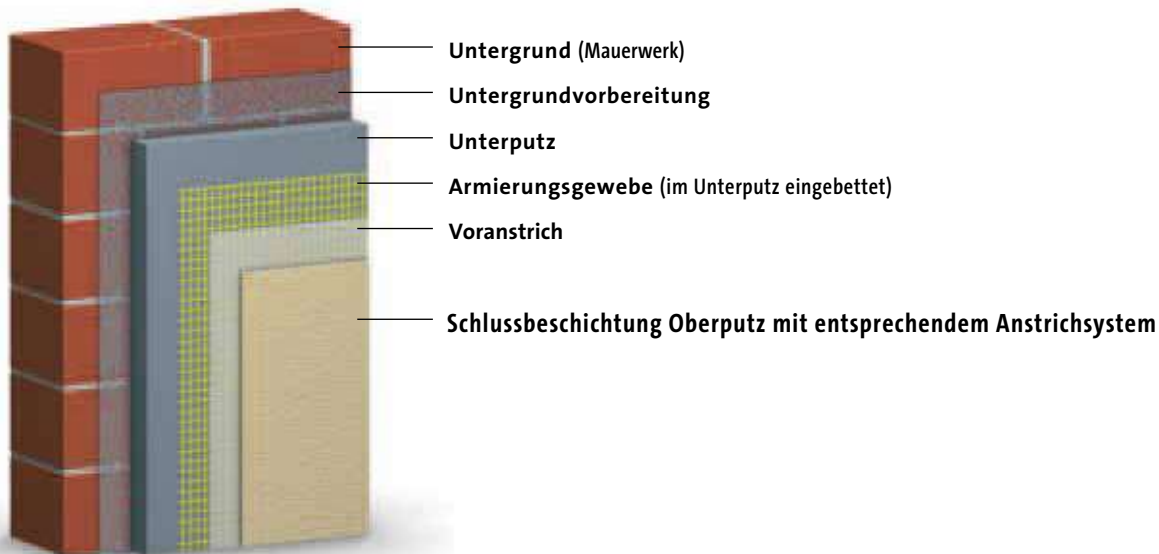 Untergrund (Mauerwerk)
Untergrundvorbereitung
Unterputz
Armierungsgewebe (im Unterputz eingebettet)
Voranstrich
Schlussbeschichtung Oberputz mit entsprechendem Anstrichsystem